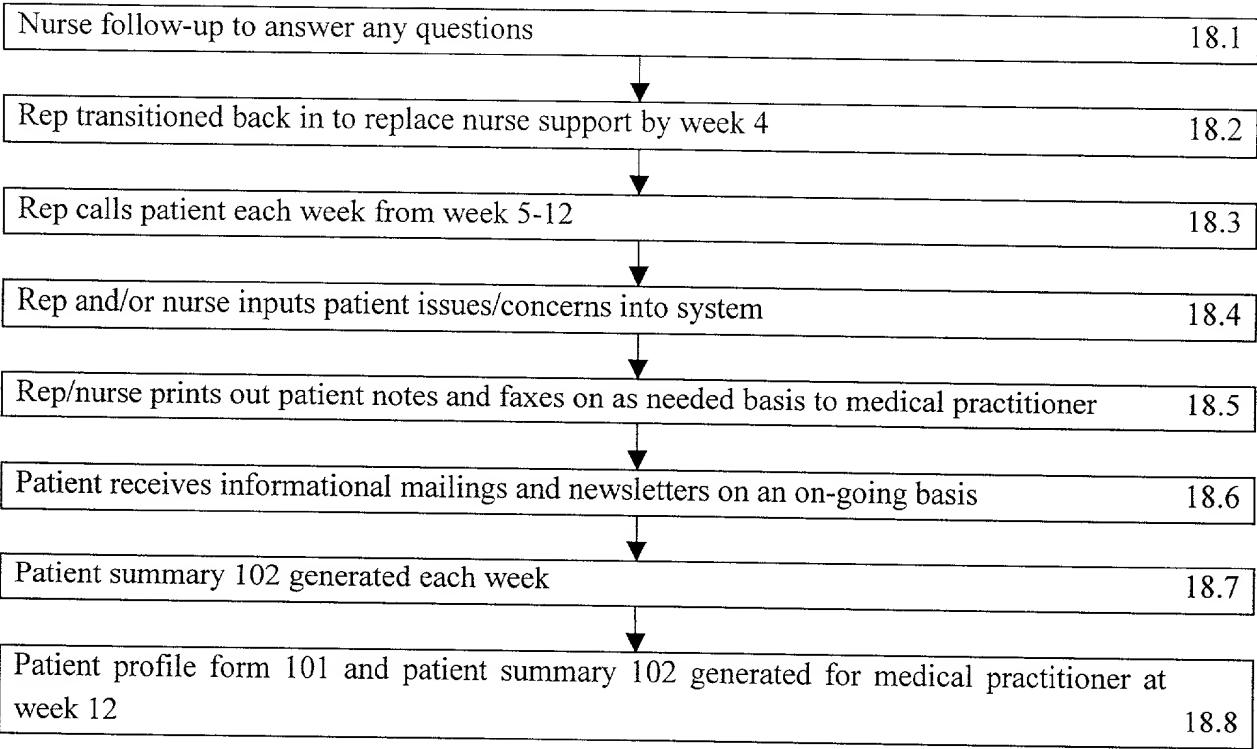 Nurse follow-up to answer any questions 18.1
Rep transitioned back in to replace nurse support by week 4 18.2
Rep calls patient each week from week 5-12 18.3
Rep and/or nurse inputs patient issues/concerns into system 18.4
Rep/nurse prints out patient notes and faxes on as needed basis to medical practitioner 18.5
Patient receives informational mailings and newsletters on an on-going basis 18.6
Patient summary 102 generated each week 18.7
Patient profile form 101 and patient summary 102 generated for medical practitioner at
week 12 18.8